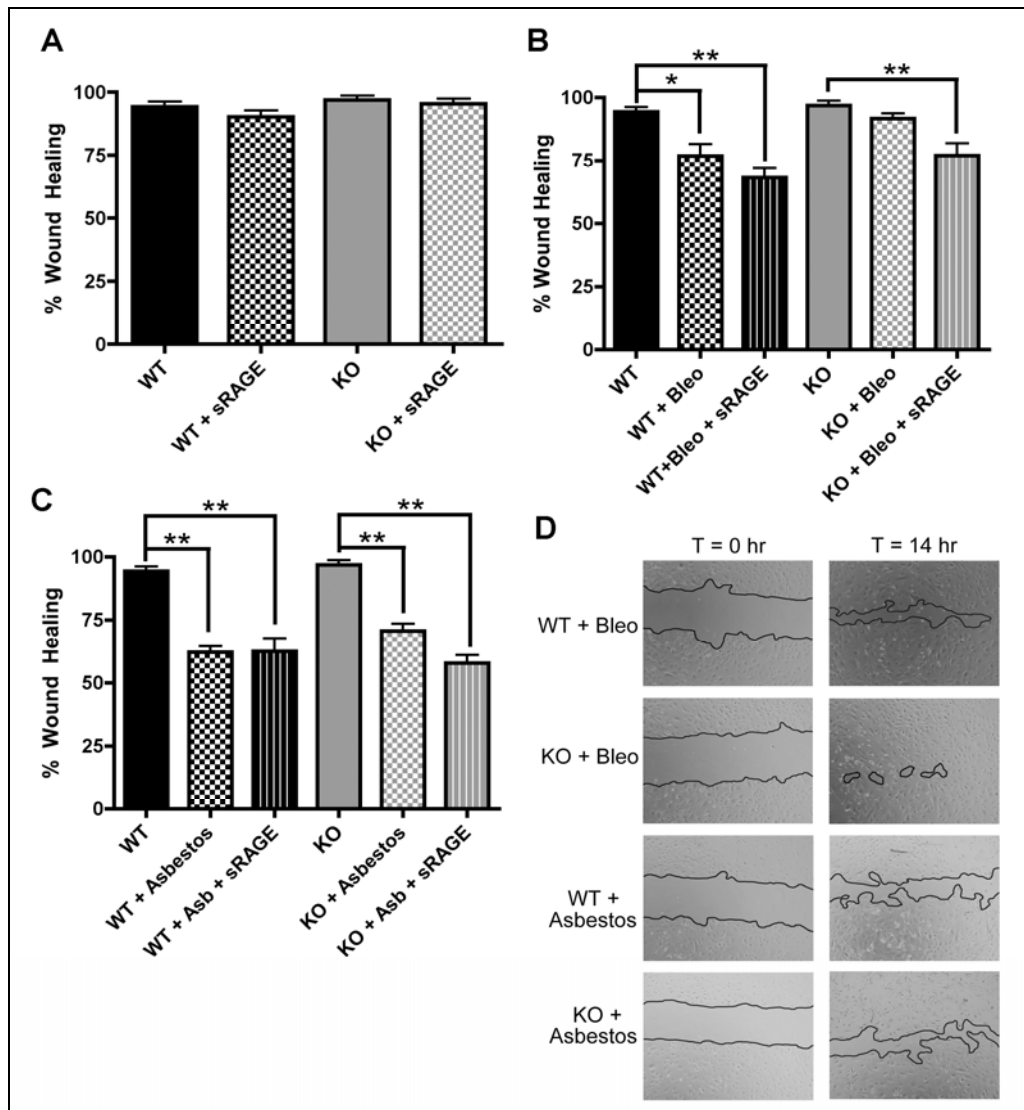 A
% Wound Healing
100
75
50
25
0
WT
WT + sRAGE
KO
KO + sRAGE
B
% Wound Healing
100
75
50
25
0
**
*
**
WT
WT + Bleo
WT+Bleo + sRAGE
KO
KO + Bleo
KO + Bleo + sRAGE
C
% Wound Healing
100
75
50
25
0
**
**
**
**
WT
WT + Asbestos
WT + Asb + sRAGE
KO
KO + Asbestos
KO + Asb + sRAGE
D
T = 0 hr
T = 14 hr
WT + Bleo
KO + Bleo
WT +
Asbestos
KO +
Asbestos